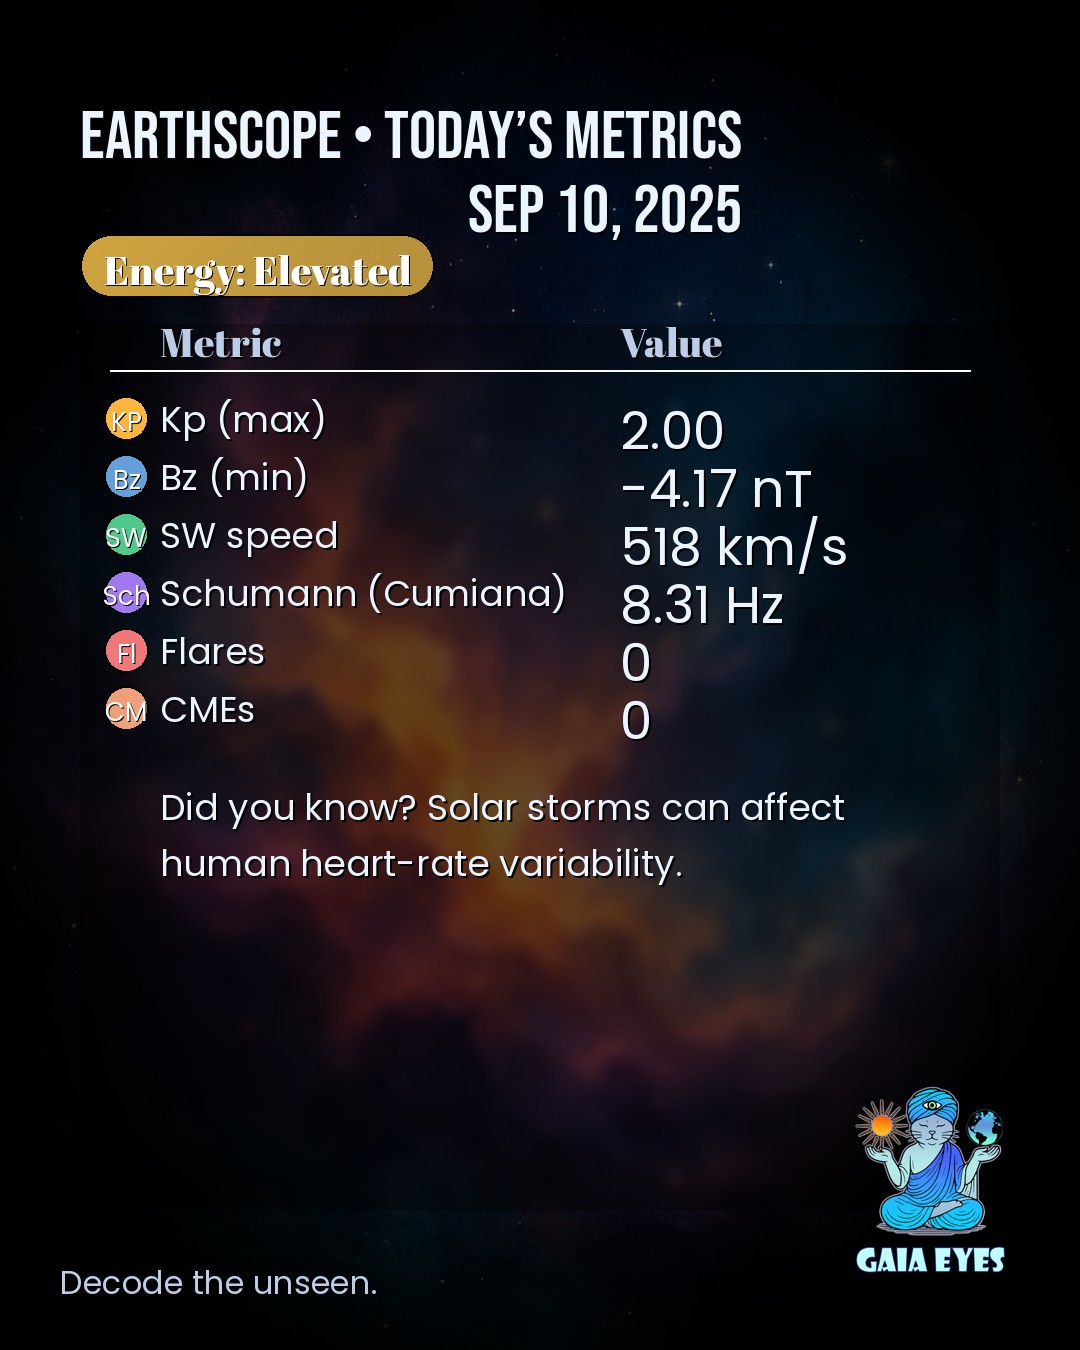 EARTHSCOPE • TODAY’S METRICS
SEP 10, 2025
Energy: Elevated
Metric Value
KP Kp (max) 2.00
Bz Bz (min) −4.17 nT
SW SW speed 518 km/s
Sch Schumann (Cumiana) 8.31 Hz
Fl Flares 0
CM CMEs 0
Did you know? Solar storms can affect
human heart-rate variability.
GAIA EYES
Decode the unseen.